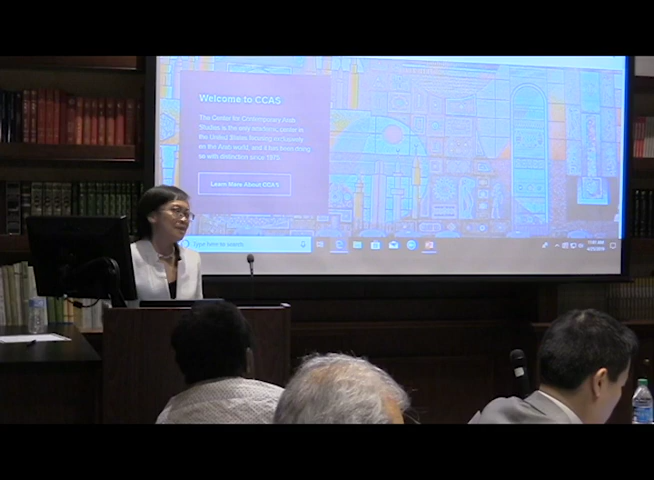 Welcome to CCAS
The Center for Contemporary Arab
Studies is the only academic center in
the United States focusing exclusively
on the Arab world, and it has been doing
so with distinction since 1975.
Learn More About CCAS
Type here to search